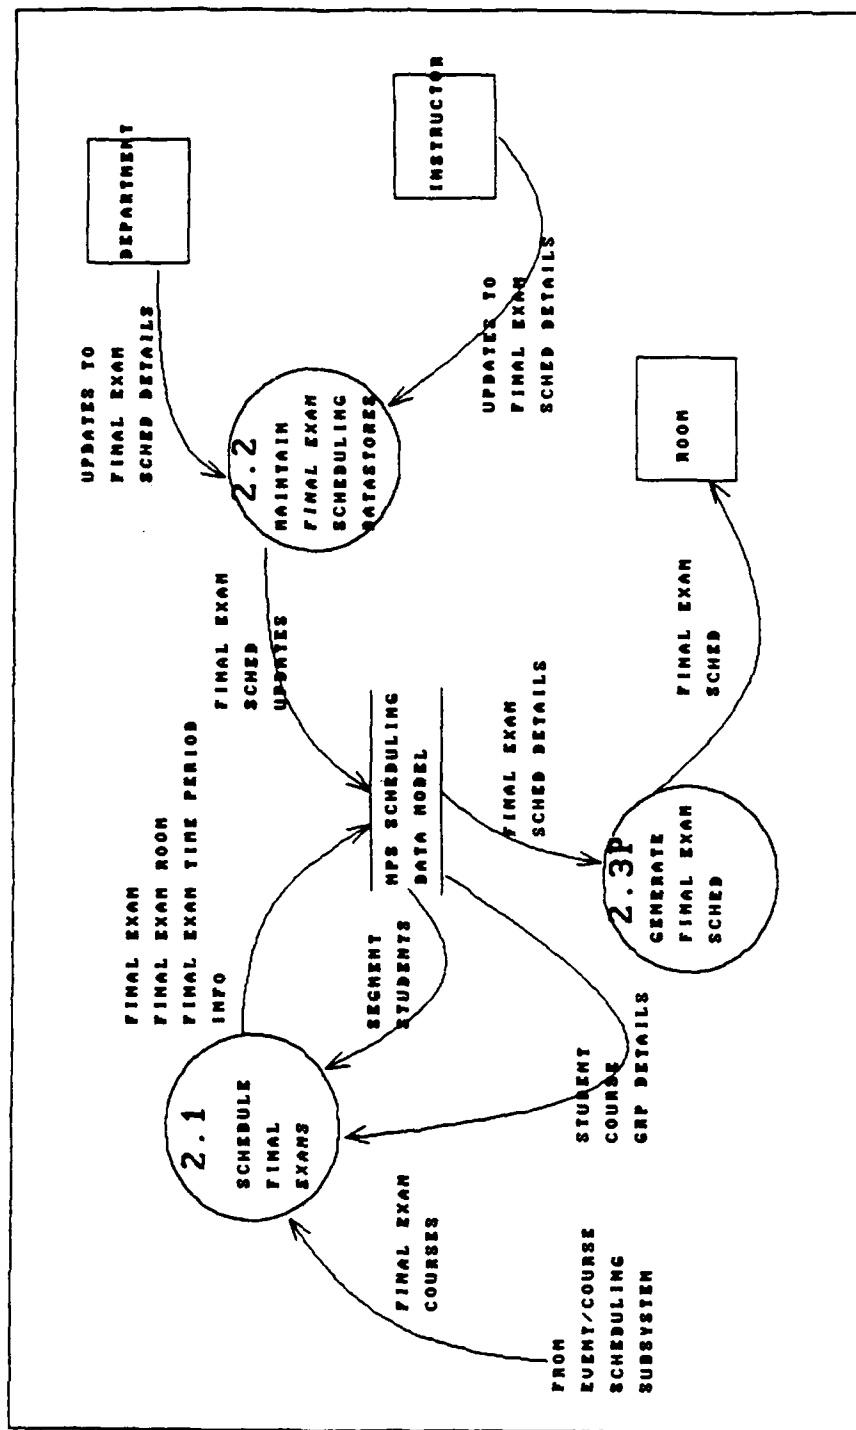 2.1
SCHEDULE
FINAL
EXAMS
FINAL EXAM
FINAL EXAM ROOM
FINAL EXAM TIME PERIOD
INFO
UPDATES TO
FINAL EXAM
SCHED DETAILS
DEPARTMENT
FINAL EXAM
SCHED
UPDATES
2.2
MAINTAIN
FINAL EXAM
SCHEDULING
DATASTORES
FINAL EXAM
COURSES
SEGMENT
STUDENTS
MPS SCHEDULING
DATA MODEL
INSTRUCTOR
UPDATES TO
FINAL EXAM
SCHED DETAILS
FINAL EXAM
SCHED DETAILS
FROM
EVENT/COURSE
SCHEDULING
SUBSYSTEM
STUDENT
COURSE
GRP DETAILS
2.3P
GENERATE
FINAL EXAM
SCHED
FINAL EXAM
SCHED
ROOM